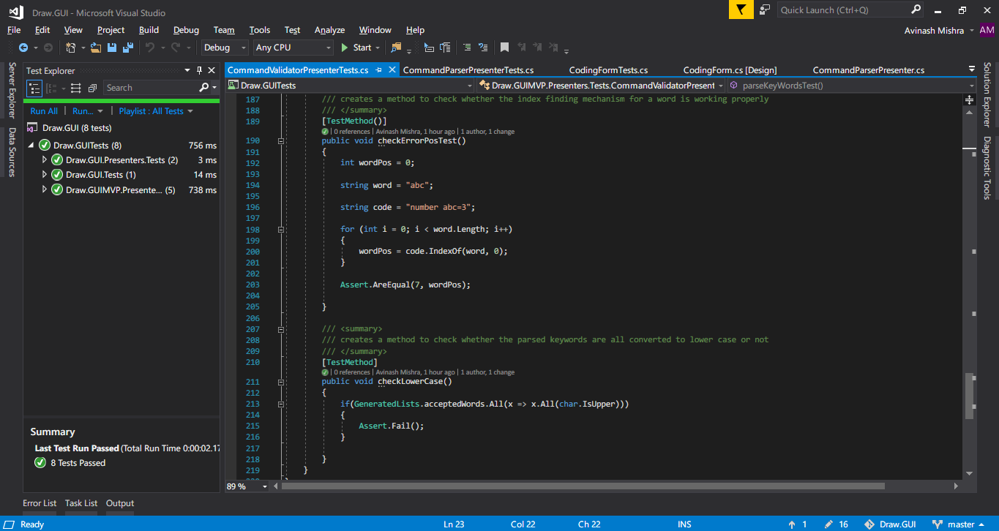 Draw.GUI - Microsoft Visual Studio
Quick Launch (Ctrl+Q)
File Edit View Project Build Debug Team Tools Test Analyze Window Help
Avinash Mishra AM
Debug Any CPU Start
Server Explorer
Data Sources
Test Explorer
Search
Run All | Run... | Playlist : All Tests
Draw.GUI (8 tests)
Draw.GUITests (8) 756 ms
Draw.GUI.Presenters.Tests (2) 3 ms
Draw.GUI.Tests (1) 14 ms
Draw.GUIMVP.Presente... (5) 738 ms
Summary
Last Test Run Passed (Total Run Time 0:00:02.17
8 Tests Passed
CommandValidatorPresenterTests.cs CommandParserPresenterTests.cs CodingFormTests.cs CodingForm.cs [Design] CommandParserPresenter.cs
Draw.GUITests Draw.GUIMVP.Presenters.Tests.CommandValidatorPresent parseKeyWordsTest()
187 /// creates a method to check whether the index finding mechanism for a word is working properly
188 /// </summary>
189 [TestMethod()]
0 references | Avinash Mishra, 1 hour ago | 1 author, 1 change
190 public void checkErrorPosTest()
191 {
192 int wordPos = 0;
193
194 string word = "abc";
195
196 string code = "number abc=3";
197
198 for (int i = 0; i < word.Length; i++)
199 {
200 wordPos = code.IndexOf(word, 0);
201 }
202
203 Assert.AreEqual(7, wordPos);
204
205 }
206
207 /// <summary>
208 /// creates a method to check whether the parsed keywords are all converted to lower case or not
209 /// </summary>
210 [TestMethod]
0 references | Avinash Mishra, 1 hour ago | 1 author, 1 change
211 public void checkLowerCase()
212 {
213 if(GeneratedLists.acceptedWords.All(x => x.All(char.IsUpper)))
214 {
215 Assert.Fail();
216 }
217
218 }
219 }
89 %
Solution Explorer
Diagnostic Tools
Error List Task List Output
Ready Ln 23 Col 22 Ch 22 INS 1 16 Draw.GUI master